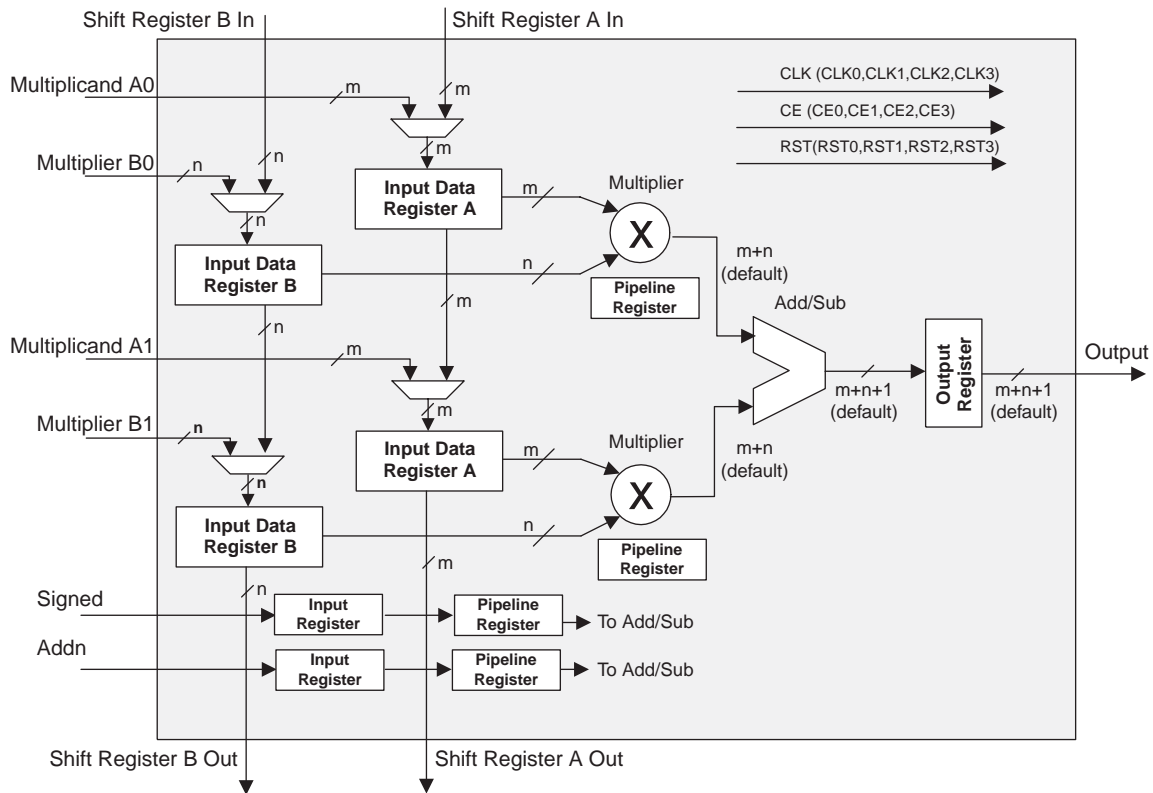 Shift Register B In
Shift Register A In
Multiplicand A0
m
m
CLK (CLK0,CLK1,CLK2,CLK3)
CE (CE0,CE1,CE2,CE3)
RST(RST0,RST1,RST2,RST3)
m
n
Multiplier B0
n
Input Data
Register A
m
Multiplier
X
n
Input Data
Register B
n
m+n
(default)
Pipeline
Register
m
n
Add/Sub
Multiplicand A1
m
Output
Register
Output
m+n+1
(default)
m+n+1
(default)
m
Multiplier B1
n
Input Data
Register A
m
Multiplier
X
m+n
(default)
n
Input Data
Register B
n
Pipeline
Register
m
n
Signed
Input
Register
Pipeline
Register
To Add/Sub
Addn
Input
Register
Pipeline
Register
To Add/Sub
Shift Register B Out
Shift Register A Out